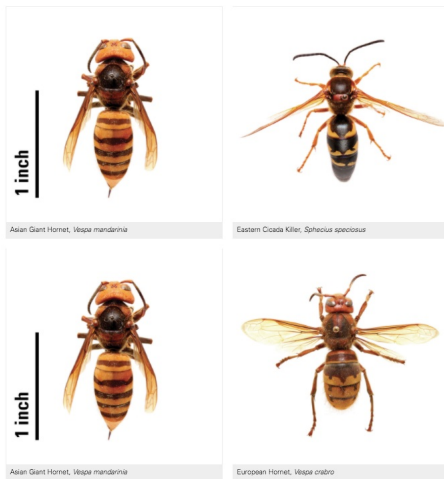 1 inch
Asian Giant Hornet, Vespa mandarinia
Eastern Cicada Killer, Sphecius speciosus
1 inch
Asian Giant Hornet, Vespa mandarinia
European Hornet, Vespa crabro